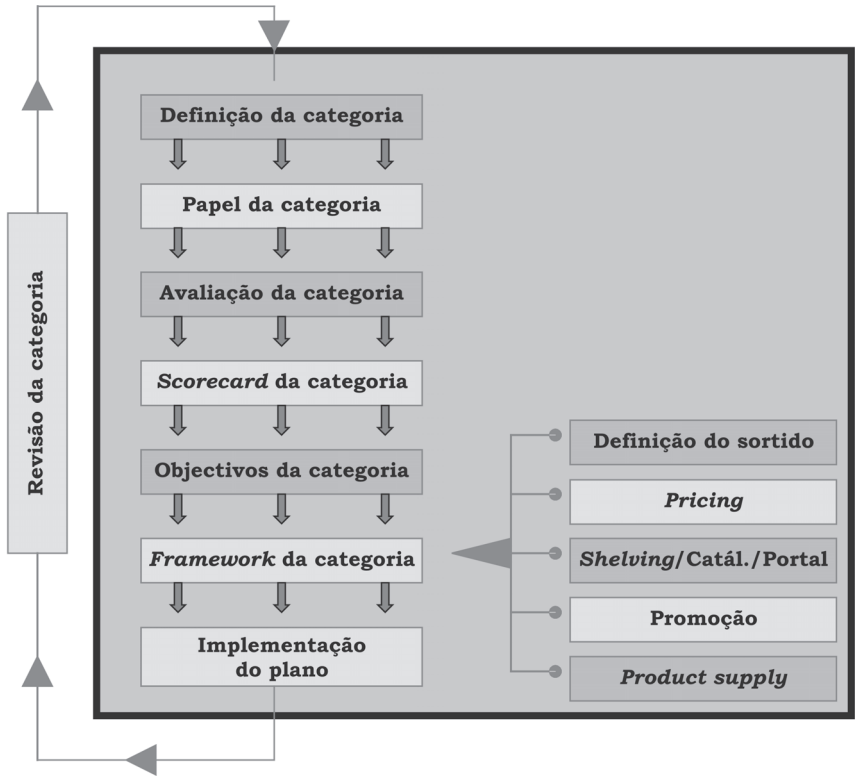 Definição da categoria
Papel da categoria
Avaliação da categoria
Scorecard da categoria
Objectivos da categoria
Framework da categoria
Implementação
do plano
Revisão da categoria
Definição do sortido
Pricing
Shelving/Catál./Portal
Promoção
Product supply